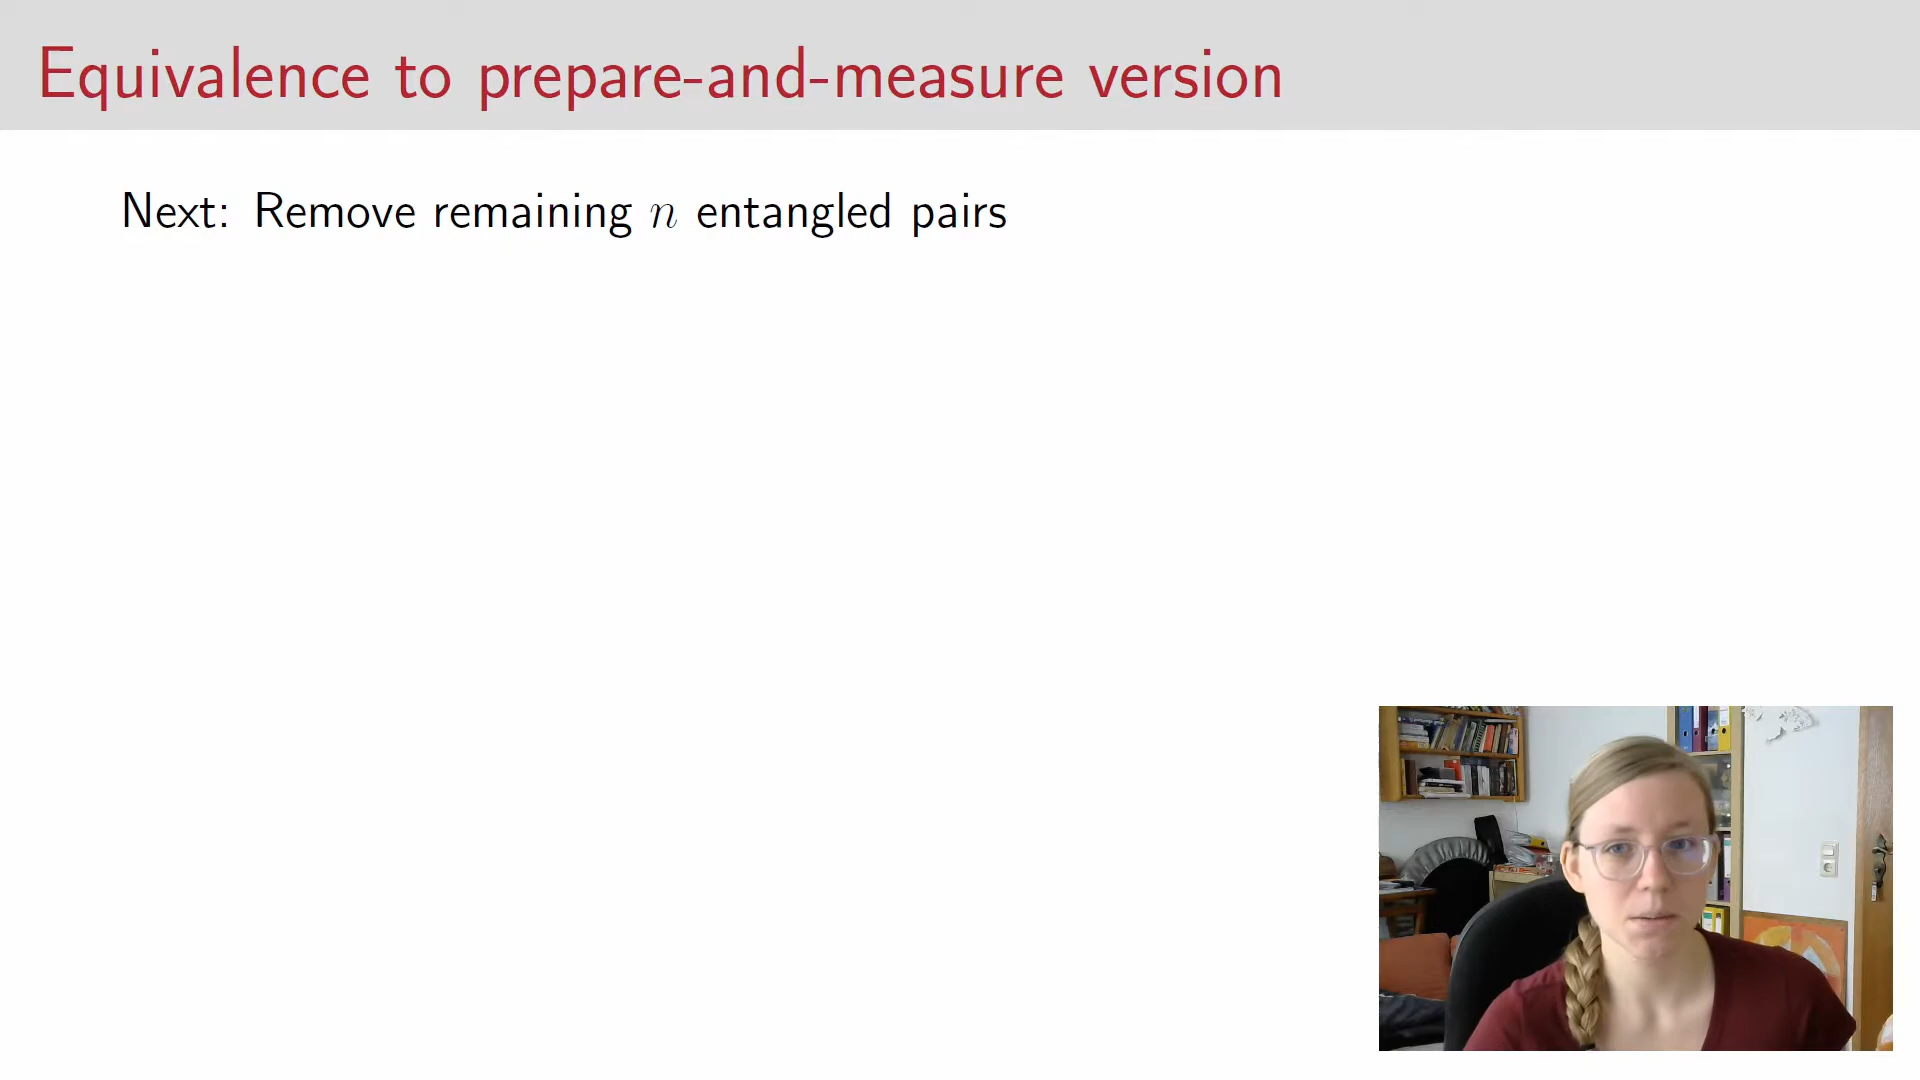 Equivalence to prepare-and-measure version
Next: Remove remaining n entangled pairs